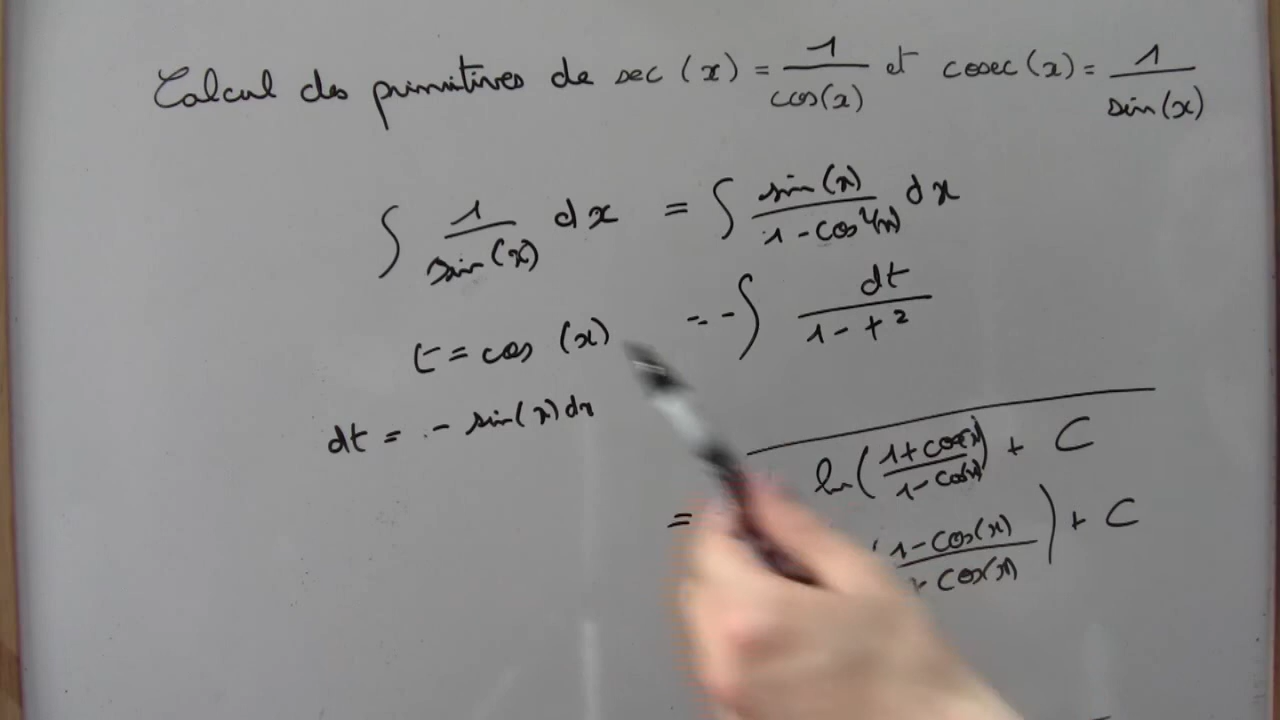 Calcul des primitives de sec(x) = 1/cos(x) et cosec(x) = 1/sin(x)
∫ 1/sin(x) dx = ∫ sin(x)/(1-cos²(x)) dx
t = cos(x) = -∫ dt/(1-t²)
dt = - sin(x)dx
ln((1+cos(x))/(1-cos(x))) + C
= (1-cos(x))/(+cos(x))) + C